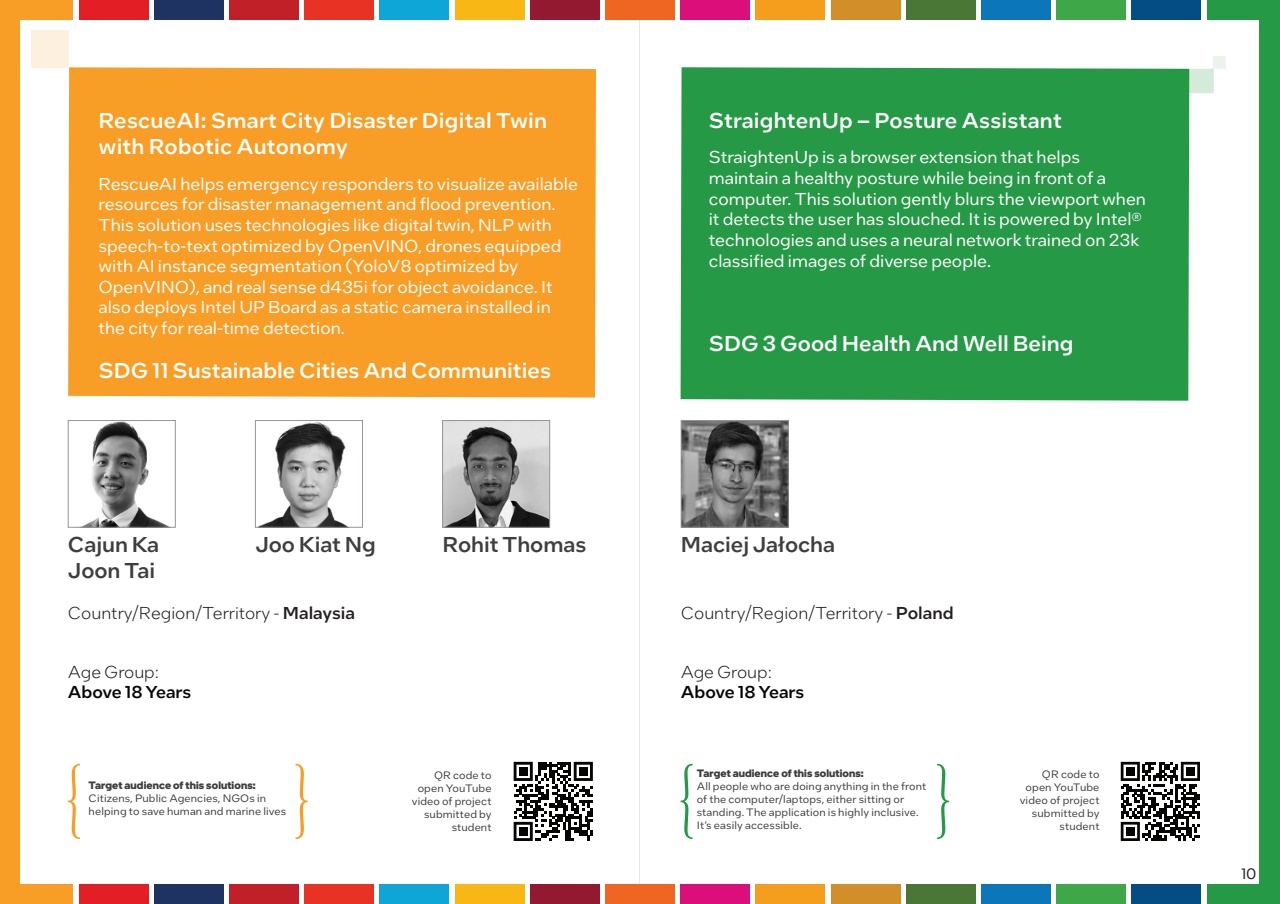 RescueAI: Smart City Disaster Digital Twin
with Robotic Autonomy
RescueAI helps emergency responders to visualize available
resources for disaster management and flood prevention.
This solution uses technologies like digital twin, NLP with
speech-to-text optimized by OpenVINO, drones equipped
with AI instance segmentation (YoloV8 optimized by
OpenVINO), and real sense d435i for object avoidance. It
also deploys Intel UP Board as a static camera installed in
the city for real-time detection.
SDG 11 Sustainable Cities And Communities
Cajun Ka
Joon Tai
Joo Kiat Ng
Rohit Thomas
Country/Region/Territory - Malaysia
Age Group:
Above 18 Years
Target audience of this solutions:
Citizens, Public Agencies, NGOs in
helping to save human and marine lives
QR code to
open YouTube
video of project
submitted by
student
StraightenUp – Posture Assistant
StraightenUp is a browser extension that helps
maintain a healthy posture while being in front of a
computer. This solution gently blurs the viewport when
it detects the user has slouched. It is powered by Intel®
technologies and uses a neural network trained on 23k
classified images of diverse people.
SDG 3 Good Health And Well Being
Maciej Jałocha
Country/Region/Territory - Poland
Age Group:
Above 18 Years
Target audience of this solutions:
All people who are doing anything in the front
of the computer/laptops, either sitting or
standing. The application is highly inclusive.
It's easily accessible.
QR code to
open YouTube
video of project
submitted by
student
10